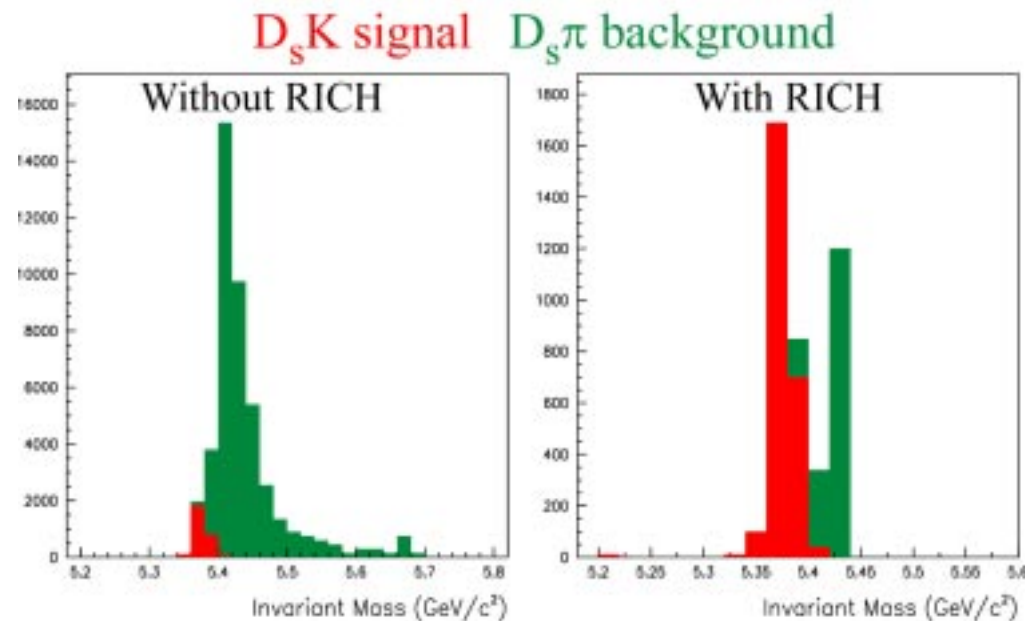 DₛK signal Dₛπ background
Without RICH
16000
14000
12000
10000
8000
6000
4000
2000
0
5.2 5.3 5.4 5.5 5.6 5.7 5.8
Invariant Mass (GeV/c²)
With RICH
1800
1600
1400
1200
1000
800
600
400
200
0
5.2 5.25 5.3 5.35 5.4 5.45 5.5 5.55 5.6
Invariant Mass (GeV/c²)